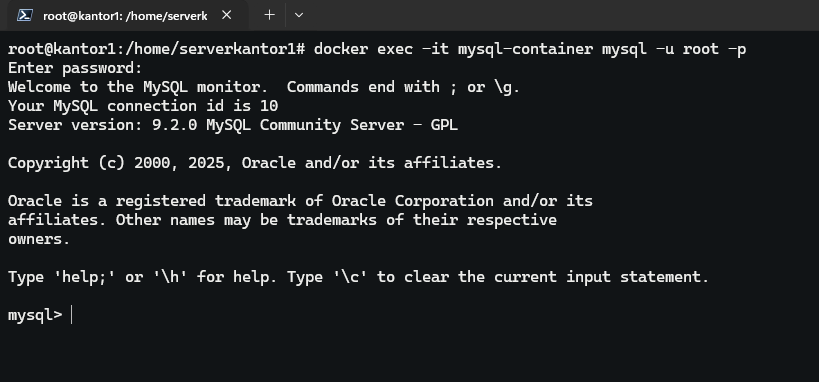 root@kantor1: /home/serverk
root@kantor1:/home/serverkantor1# docker exec -it mysql-container mysql -u root -p
Enter password:
Welcome to the MySQL monitor.  Commands end with ; or \g.
Your MySQL connection id is 10
Server version: 9.2.0 MySQL Community Server - GPL
Copyright (c) 2000, 2025, Oracle and/or its affiliates.
Oracle is a registered trademark of Oracle Corporation and/or its
affiliates. Other names may be trademarks of their respective
owners.
Type 'help;' or '\h' for help. Type '\c' to clear the current input statement.
mysql>